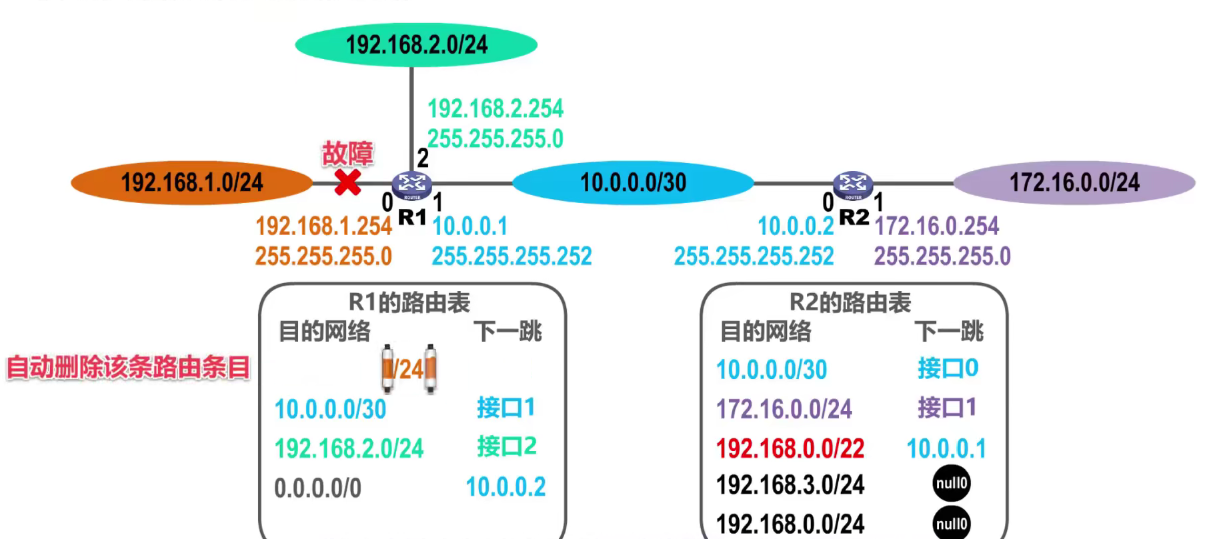 192.168.2.0/24
192.168.2.254
255.255.255.0
故障
2
192.168.1.0/24
10.0.0.0/30
172.16.0.0/24
ROUTER
ROUTER
0
R1
1
0
R2
1
192.168.1.254
255.255.255.0
10.0.0.1
255.255.255.252
10.0.0.2
255.255.255.252
172.16.0.254
255.255.255.0
自动删除该条路由条目
R1的路由表
目的网络 下一跳
/24
10.0.0.0/30 接口1
192.168.2.0/24 接口2
0.0.0.0/0 10.0.0.2
R2的路由表
目的网络 下一跳
10.0.0.0/30 接口0
172.16.0.0/24 接口1
192.168.0.0/22 10.0.0.1
192.168.3.0/24 null0
192.168.0.0/24 null0